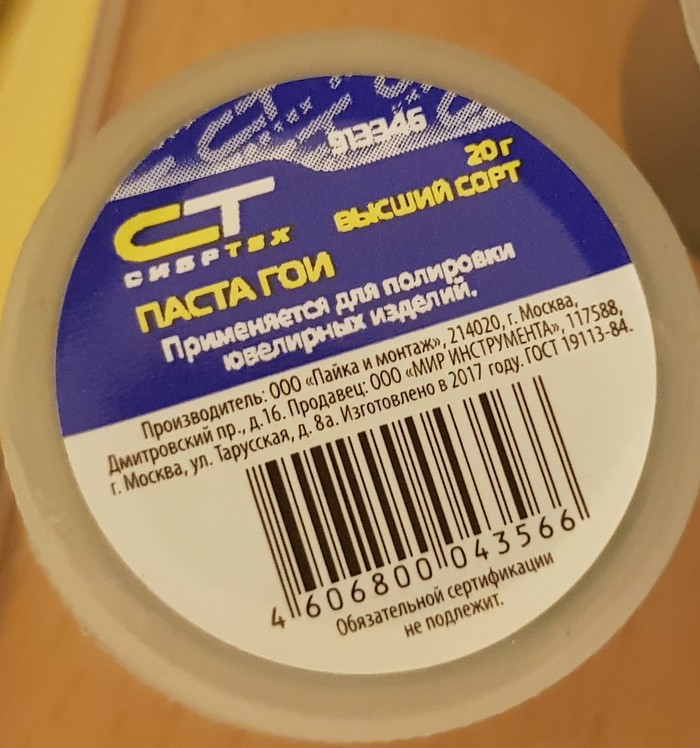 913346
20 г
ВЫСШИЙ СОРТ
СТ
СИБРТЕХ
ПАСТА ГОИ
Применяется для полировки
ювелирных изделий.
Производитель: ООО «Пайка и монтаж», 214020, г. Москва,
Дмитровский пр., д.16. Продавец: ООО «МИР ИНСТРУМЕНТА», 117588,
г. Москва, ул. Тарусская, д. 8а. Изготовлено в 2017 году. ГОСТ 19113-84.
4 606800 043566
Обязательной сертификации
не подлежит.